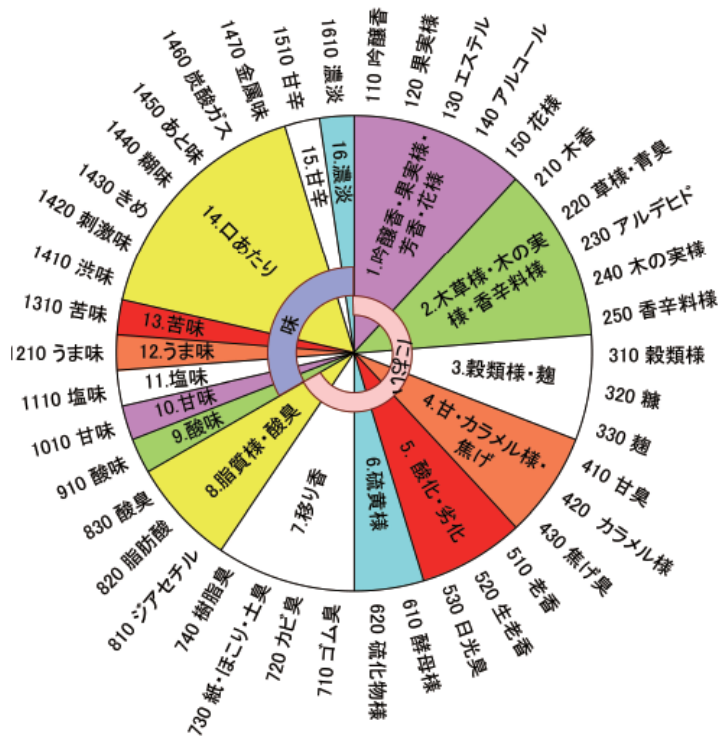 110 吟醸香
120 果実様
130 エステル
140 アルコール
150 花様
210 木香
220 草様・青臭
230 アルデヒド
240 木の実様
250 香辛料様
310 穀類様
320 糠
330 麹
410 甘臭
420 カラメル様
430 焦げ臭
510 老香
520 生老香
530 日光臭
610 酵母様
620 硫化物様
710 ゴム臭
720 カビ臭
730 紙・ほこり・土臭
740 樹脂臭
810 ジアセチル
820 脂肪酸
830 酸臭
910 酸味
1010 甘味
1110 塩味
1210 うま味
1310 苦味
1410 渋味
1420 刺激味
1430 きめ
1440 糊味
1450 あと味
1460 炭酸ガス
1470 金属味
1510 甘辛
1610 濃淡
1.吟醸香・果実様・
芳香・花様
2.木草様・木の実
様・香辛料様
3.穀類様・麹
4.甘・カラメル様・
焦げ
5. 酸化・劣化
6.硫黄様
7.移り香
8.脂質様・酸臭
9.酸味
10.甘味
11.塩味
12.うま味
13.苦味
14.口あたり
15.甘辛
16.濃淡
味
におい